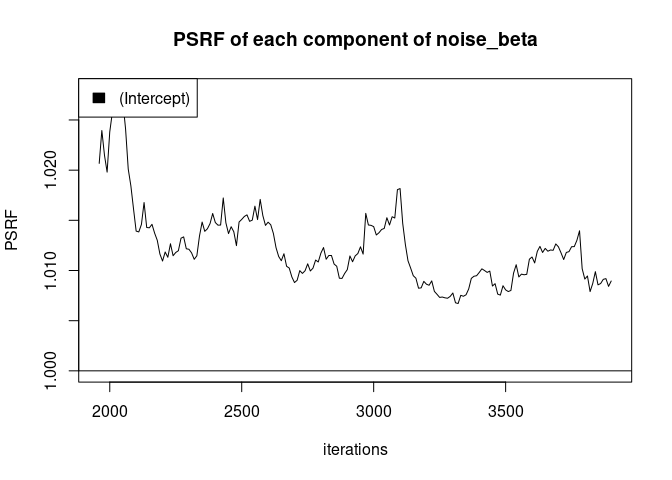 PSRF of each component of noise_beta
(Intercept)
PSRF
1.020
1.010
1.000
2000 2500 3000 3500
iterations